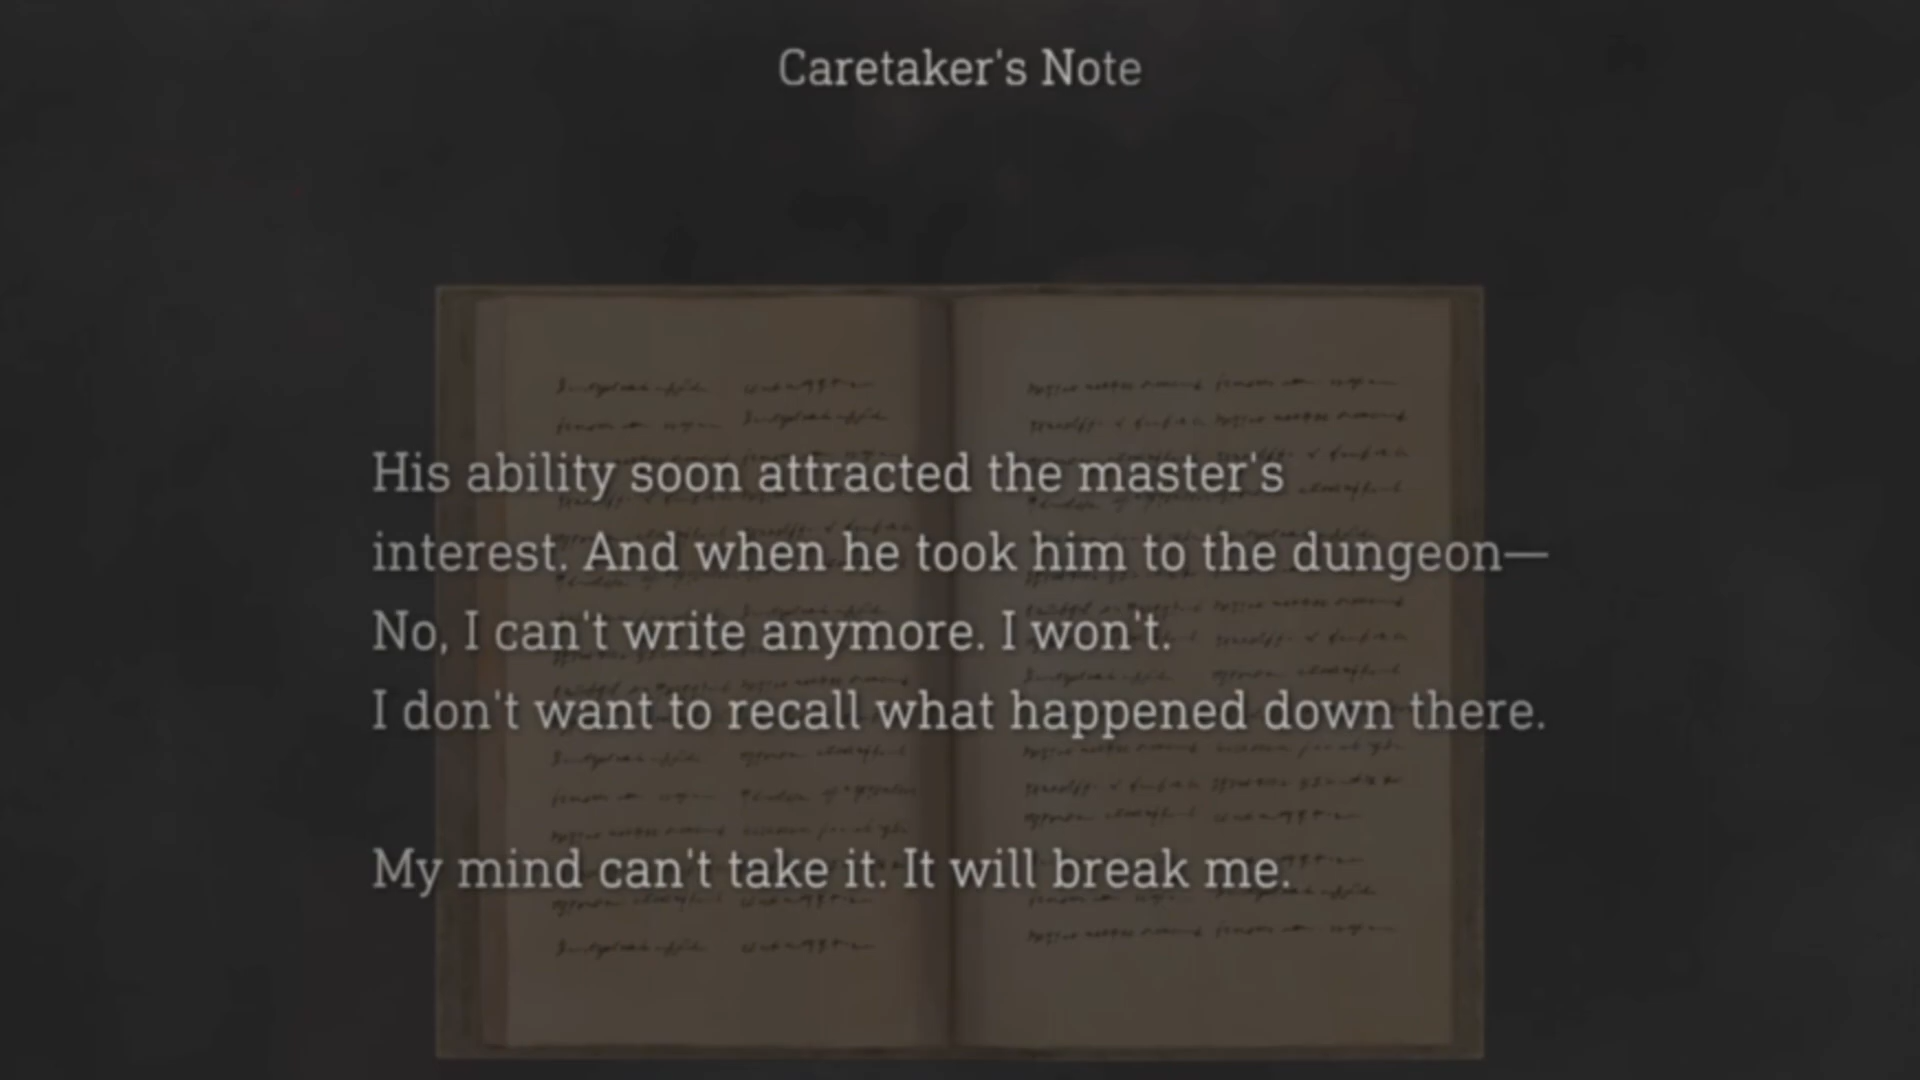 Caretaker's Note
His ability soon attracted the master's
interest. And when he took him to the dungeon—
No, I can't write anymore. I won't.
I don't want to recall what happened down there.
My mind can't take it. It will break me.